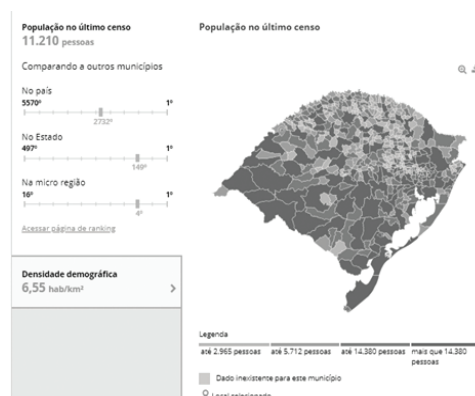 População no último censo
11.210 pessoas
Comparando a outros municípios
No país
5570º 1º
2732º
No Estado
497º 1º
149º
Na micro região
16º 1º
4º
Acessar página de ranking
Densidade demográfica
6,55 hab/km²
População no último censo
Legenda
até 2.965 pessoas
até 5.712 pessoas
até 14.380 pessoas
mais que 14.380
pessoas
Dado inexistente para este município
Local selecionado